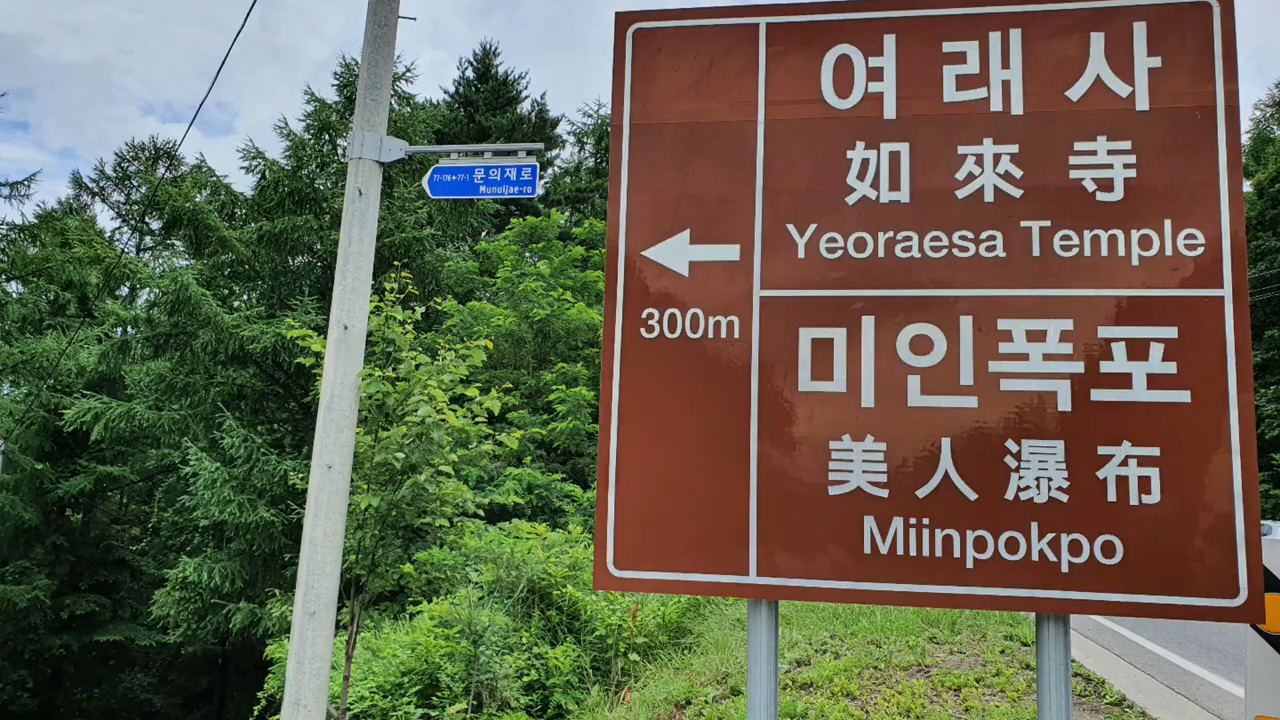 여래사
如來寺
Yeoraesa Temple
300m
미인폭포
美人瀑布
Miinpokpo
77-176←77-1 문의재로
Munuijae-ro